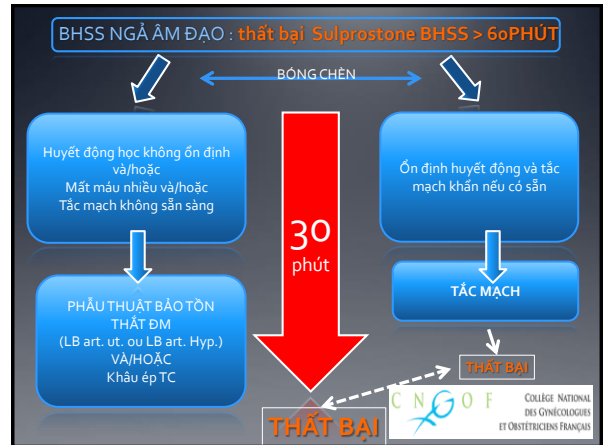 BHSS NGẢ ÂM ĐẠO : thất bại Sulprostone BHSS > 60PHÚT
BÓNG CHÈN
Huyết động học không ổn định
và/hoặc
Mất máu nhiều và/hoặc
Tắc mạch không sẵn sàng
Ổn định huyết động và tắc
mạch khẩn nếu có sẵn
30
phút
PHẪU THUẬT BẢO TỒN
THẮT ĐM
(LB art. ut. ou LB art. Hyp.)
VÀ/HOẶC
Khâu ép TC
TẮC MẠCH
THẤT BẠI
THẤT BẠI
CNGOF
COLLÈGE NATIONAL
DES GYNÉCOLOGUES
ET OBSTÉTRICIENS FRANÇAIS